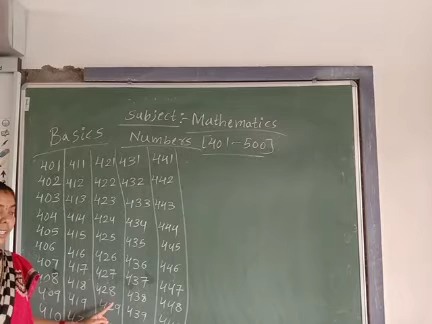 Subject:- Mathematics
Basics Numbers [401-500]
401 411 421 431 441
402 412 422 432 442
403 413 423 433 443
404 414 424 434 444
405 415 425 435 445
406 416 426 436 446
407 417 427 437 447
408 418 428 438 448
409 419 429 439
410